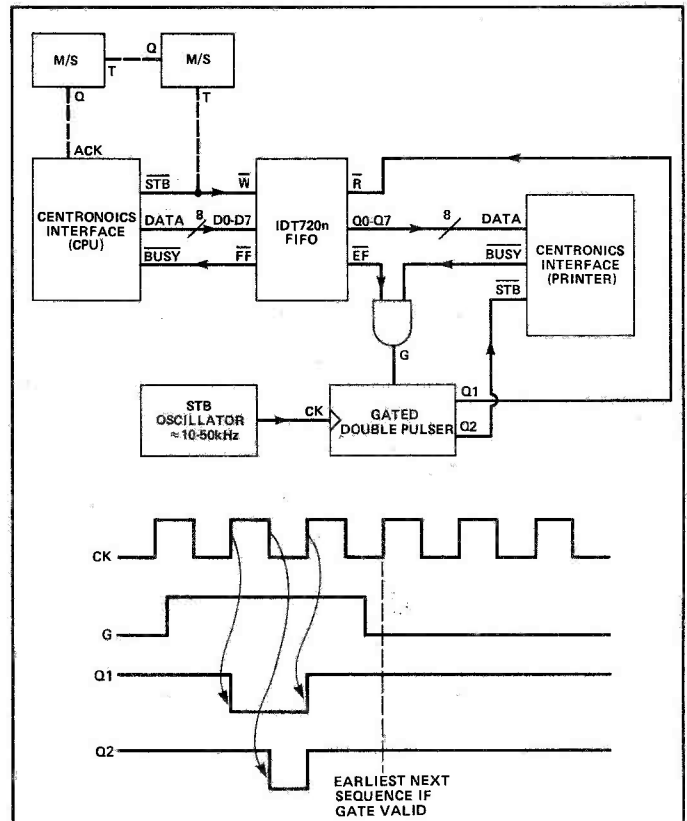 M/S
Q
T
M/S
Q
T
ACK
CENTRONOICS
INTERFACE
(CPU)
STB
DATA
8
D0-D7
BUSY
W
FF
IDT720n
FIFO
R
Q0-Q7
8
DATA
EF
BUSY
STB
CENTRONICS
INTERFACE
(PRINTER)
G
STB
OSCILLATOR
≈10-50kHz
CK
GATED
DOUBLE PULSER
Q1
Q2
CK
G
Q1
Q2
EARLIEST NEXT
SEQUENCE IF
GATE VALID